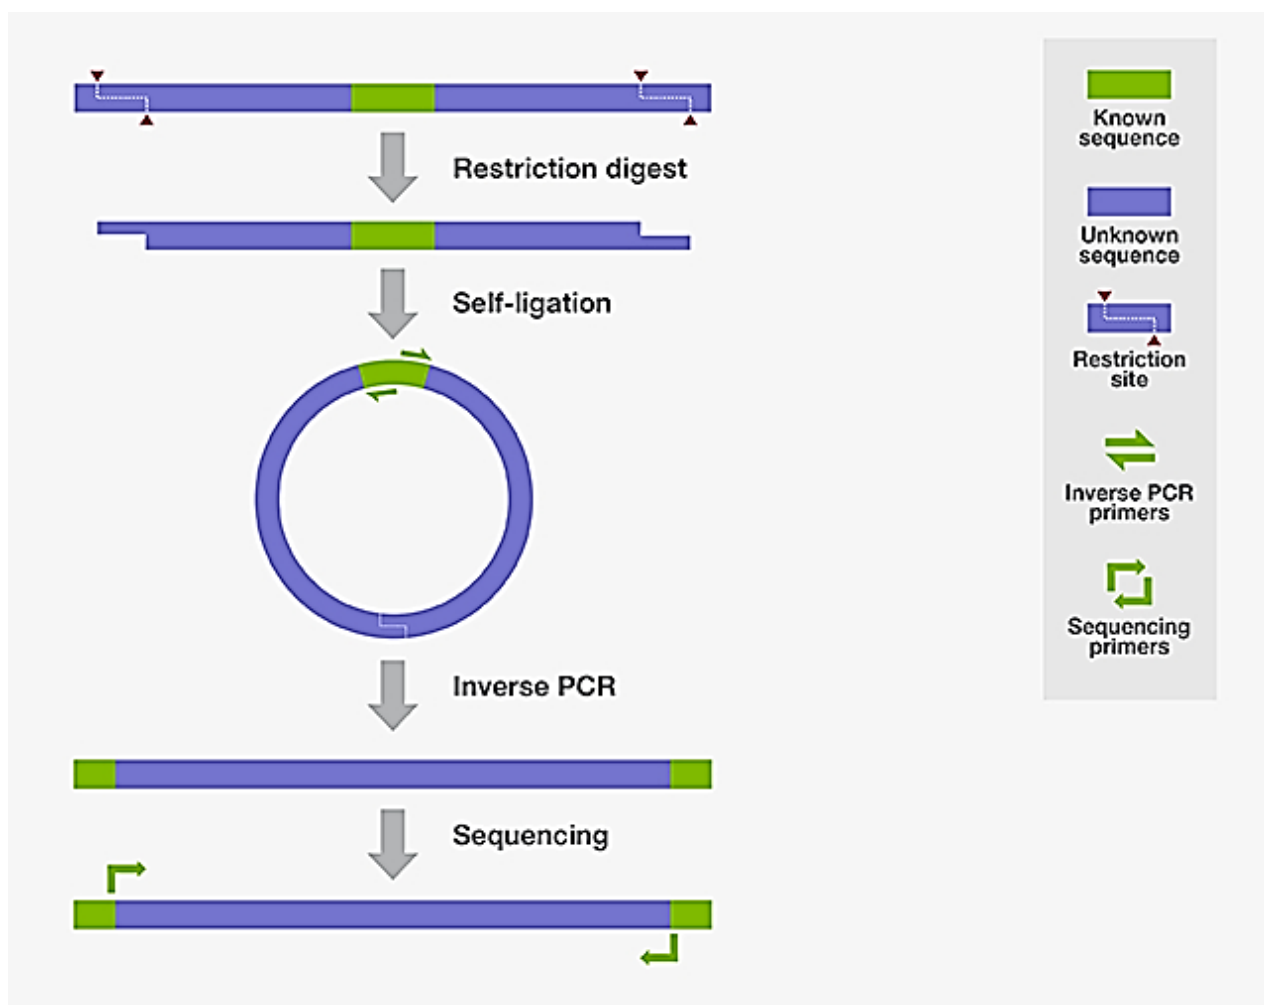 Restriction digest
Self-ligation
Inverse PCR
Sequencing
Known
sequence
Unknown
sequence
Restriction
site
Inverse PCR
primers
Sequencing
primers